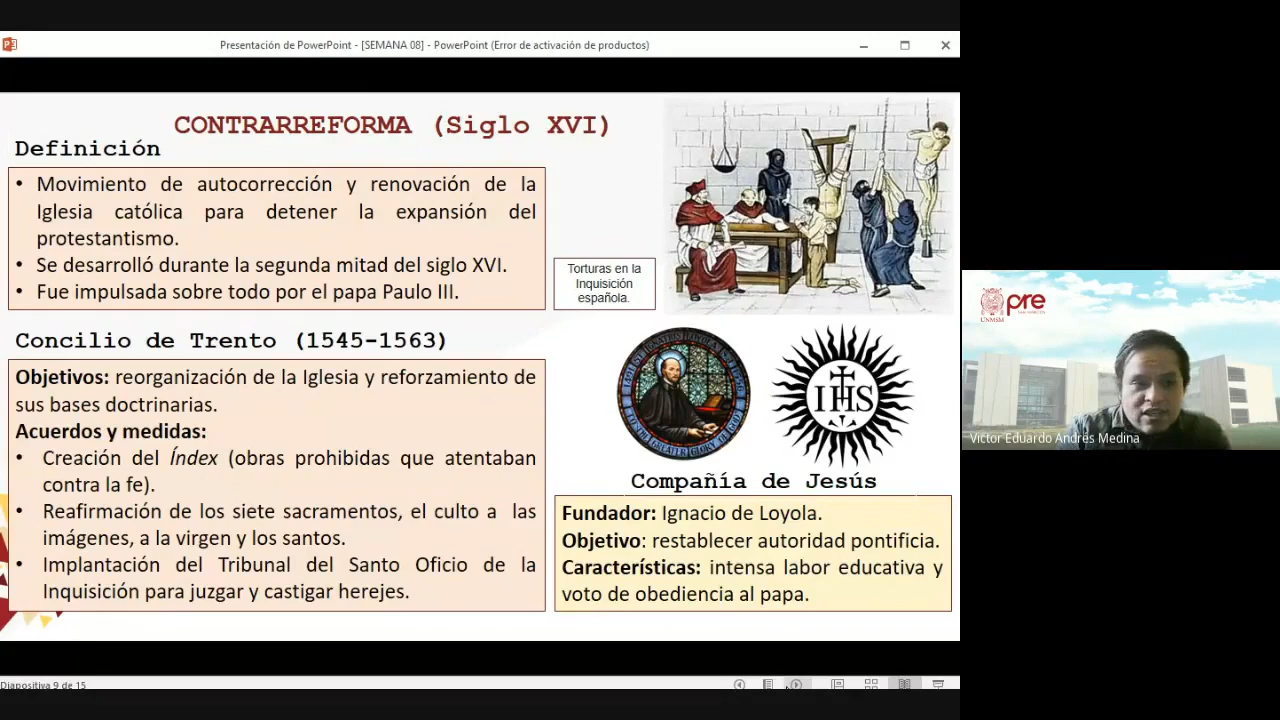 Presentación de PowerPoint - [SEMANA 08] - PowerPoint (Error de activación de productos)
CONTRARREFORMA (Siglo XVI)
Definición
• Movimiento de autocorrección y renovación de la
Iglesia católica para detener la expansión del
protestantismo.
• Se desarrolló durante la segunda mitad del siglo XVI.
• Fue impulsada sobre todo por el papa Paulo III.
Torturas en la
Inquisición
española.
Concilio de Trento (1545-1563)
Objetivos: reorganización de la Iglesia y reforzamiento de
sus bases doctrinarias.
Acuerdos y medidas:
• Creación del Índex (obras prohibidas que atentaban
contra la fe).
• Reafirmación de los siete sacramentos, el culto a las
imágenes, a la virgen y los santos.
• Implantación del Tribunal del Santo Oficio de la
Inquisición para juzgar y castigar herejes.
IHS
Compañía de Jesús
Fundador: Ignacio de Loyola.
Objetivo: restablecer autoridad pontificia.
Características: intensa labor educativa y
voto de obediencia al papa.
Diapositiva 9 de 15
pre
UNMSM
Victor Eduardo Andrés Medina